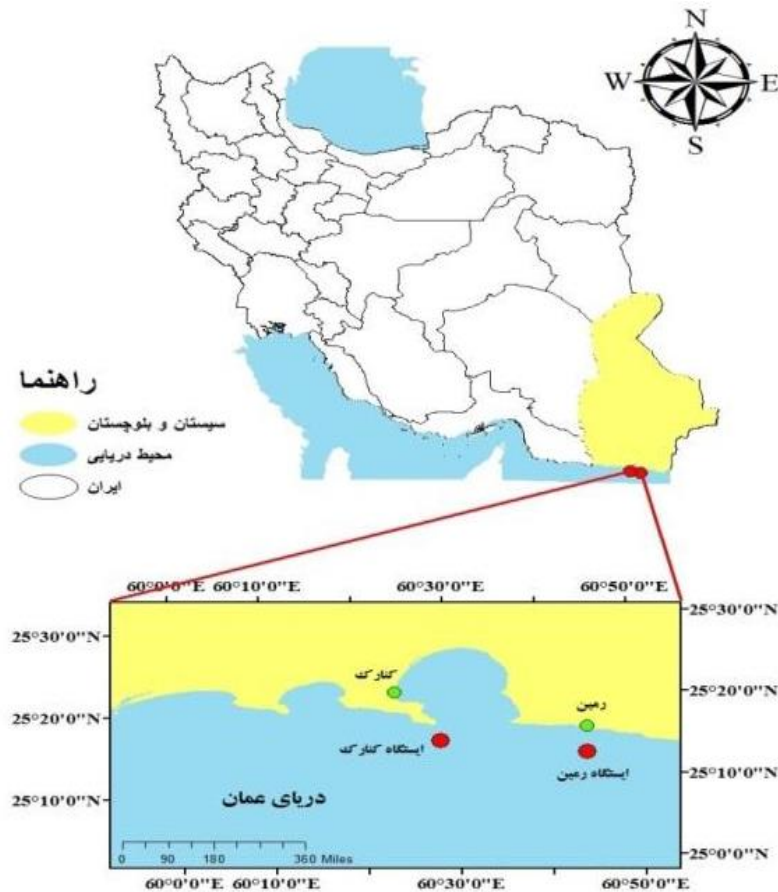 N
W E
S
راهنما
سیستان و بلوچستان
محیط دریایی
ایران
60°0'0"E 60°10'0"E 60°30'0"E 60°50'0"E
25°30'0"N
25°20'0"N
25°10'0"N
25°30'0"N
25°20'0"N
25°10'0"N
25°0'0"N
کنارک
رمین
ایستگاه کنارک
ایستگاه رمین
دریای عمان
0 90 180 360 Miles
60°0'0"E 60°10'0"E 60°30'0"E 60°50'0"E